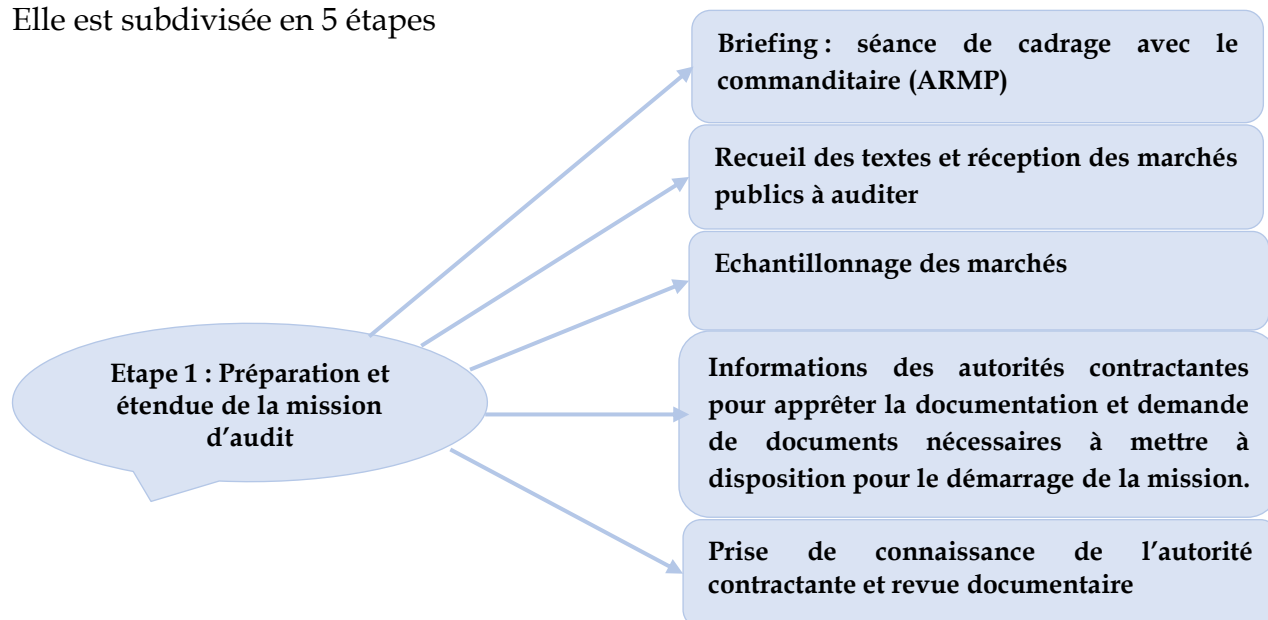 Elle est subdivisée en 5 étapes
Briefing : séance de cadrage avec le
commanditaire (ARMP)
Recueil des textes et réception des marchés
publics à auditer
Echantillonnage des marchés
Etape 1 : Préparation et
étendue de la mission
d'audit
Informations des autorités contractantes
pour apprêter la documentation et demande
de documents nécessaires à mettre à
disposition pour le démarrage de la mission.
Prise de connaissance de l'autorité
contractante et revue documentaire